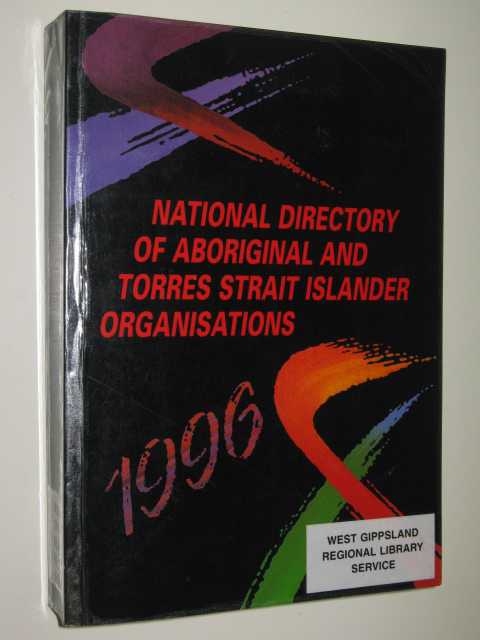 NATIONAL DIRECTORY
OF ABORIGINAL AND
TORRES STRAIT ISLANDER
ORGANISATIONS
1996
WEST GIPPSLAND
REGIONAL LIBRARY
SERVICE